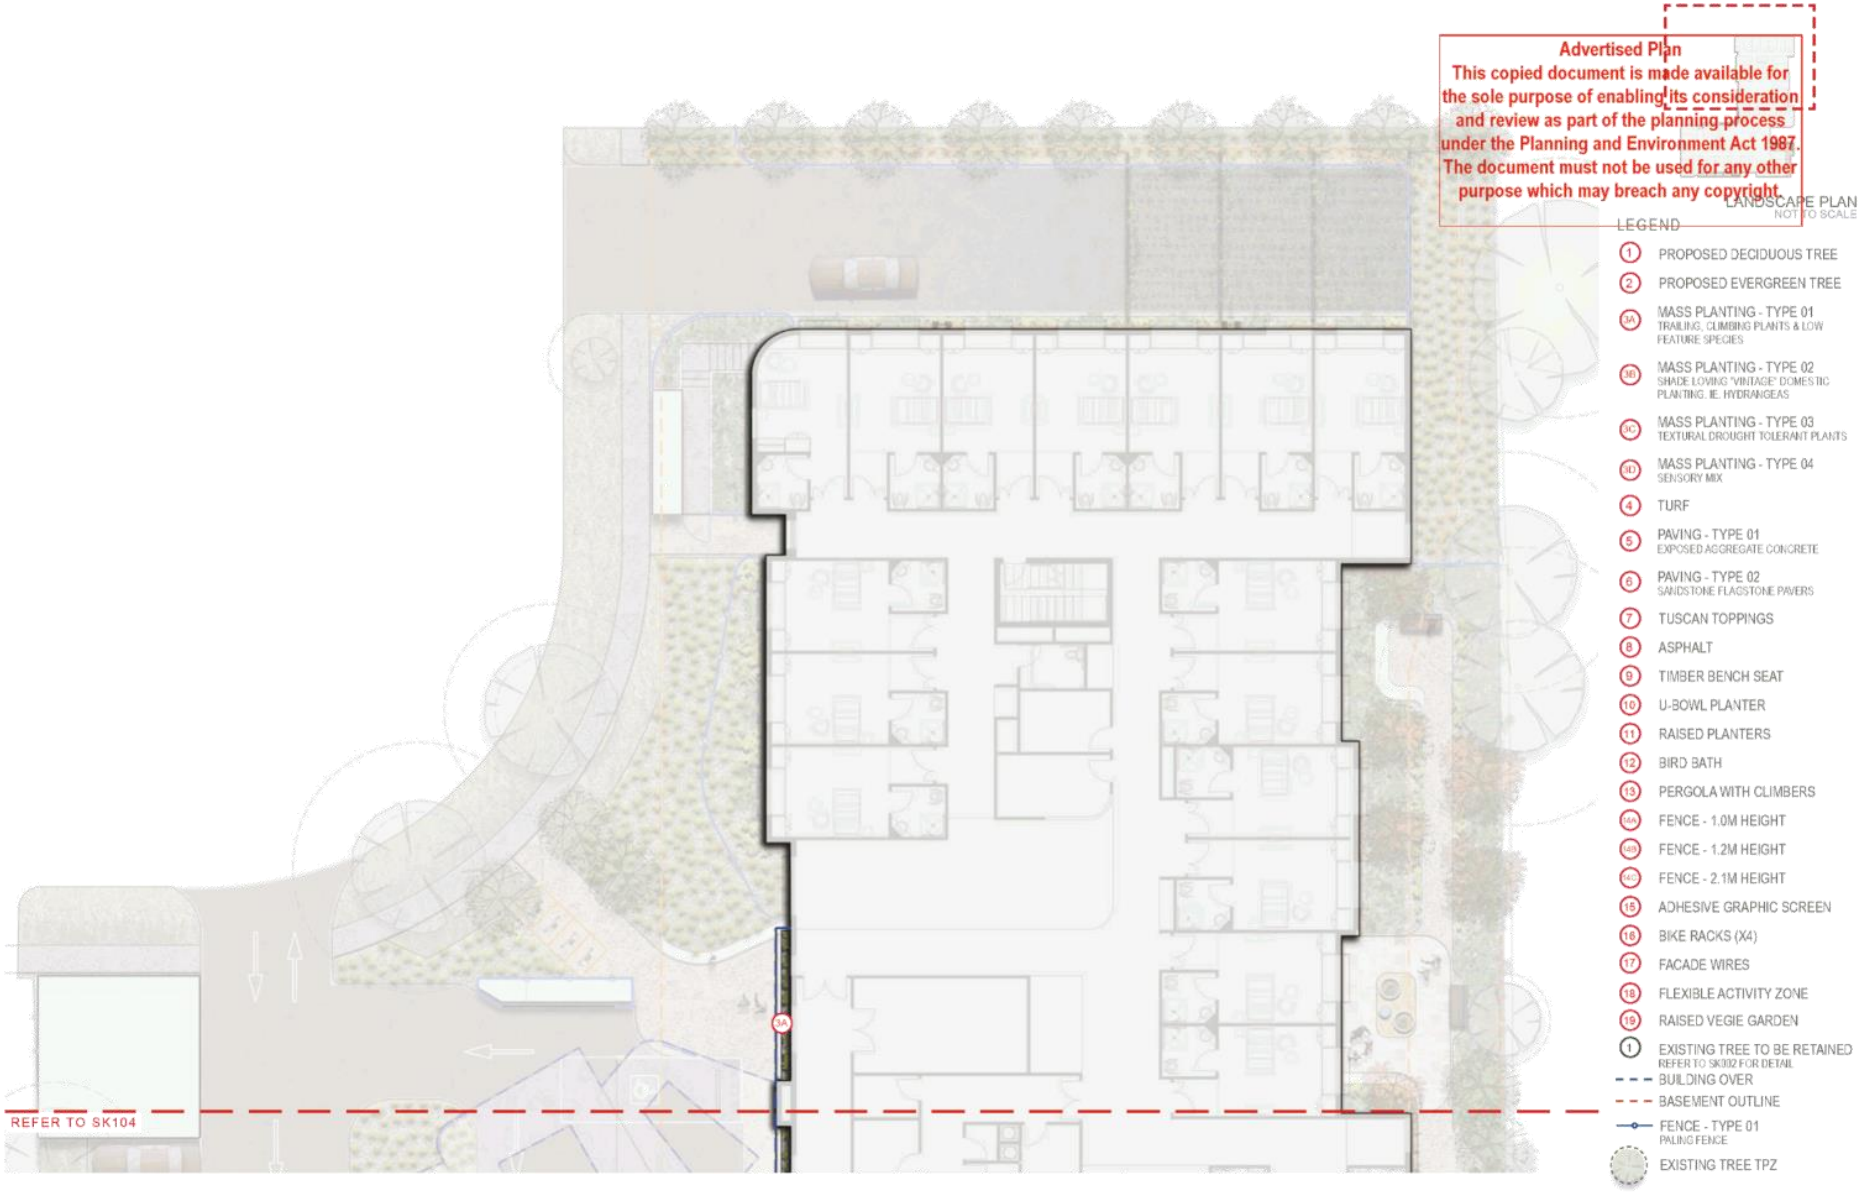 Advertised Plan
This copied document is made available for
the sole purpose of enabling its consideration
and review as part of the planning process
under the Planning and Environment Act 1987.
The document must not be used for any other
purpose which may breach any copyright.
LANDSCAPE PLAN
NOT TO SCALE
LEGEND
1 PROPOSED DECIDUOUS TREE
2 PROPOSED EVERGREEN TREE
3A MASS PLANTING - TYPE 01
TRAILING, CLIMBING PLANTS & LOW
FEATURE SPECIES
3B MASS PLANTING - TYPE 02
SHADE LOVING 'VINTAGE' DOMESTIC
PLANTING. IE. HYDRANGEAS
3C MASS PLANTING - TYPE 03
TEXTURAL DROUGHT TOLERANT PLANTS
3D MASS PLANTING - TYPE 04
SENSORY MIX
4 TURF
5 PAVING - TYPE 01
EXPOSED AGGREGATE CONCRETE
6 PAVING - TYPE 02
SANDSTONE FLAGSTONE PAVERS
7 TUSCAN TOPPINGS
8 ASPHALT
9 TIMBER BENCH SEAT
10 U-BOWL PLANTER
11 RAISED PLANTERS
12 BIRD BATH
13 PERGOLA WITH CLIMBERS
14A FENCE - 1.0M HEIGHT
14B FENCE - 1.2M HEIGHT
14C FENCE - 2.1M HEIGHT
15 ADHESIVE GRAPHIC SCREEN
16 BIKE RACKS (X4)
17 FACADE WIRES
18 FLEXIBLE ACTIVITY ZONE
19 RAISED VEGIE GARDEN
1 EXISTING TREE TO BE RETAINED
REFER TO SK002 FOR DETAIL
BUILDING OVER
BASEMENT OUTLINE
FENCE - TYPE 01
PALING FENCE
EXISTING TREE TPZ
3A
REFER TO SK104